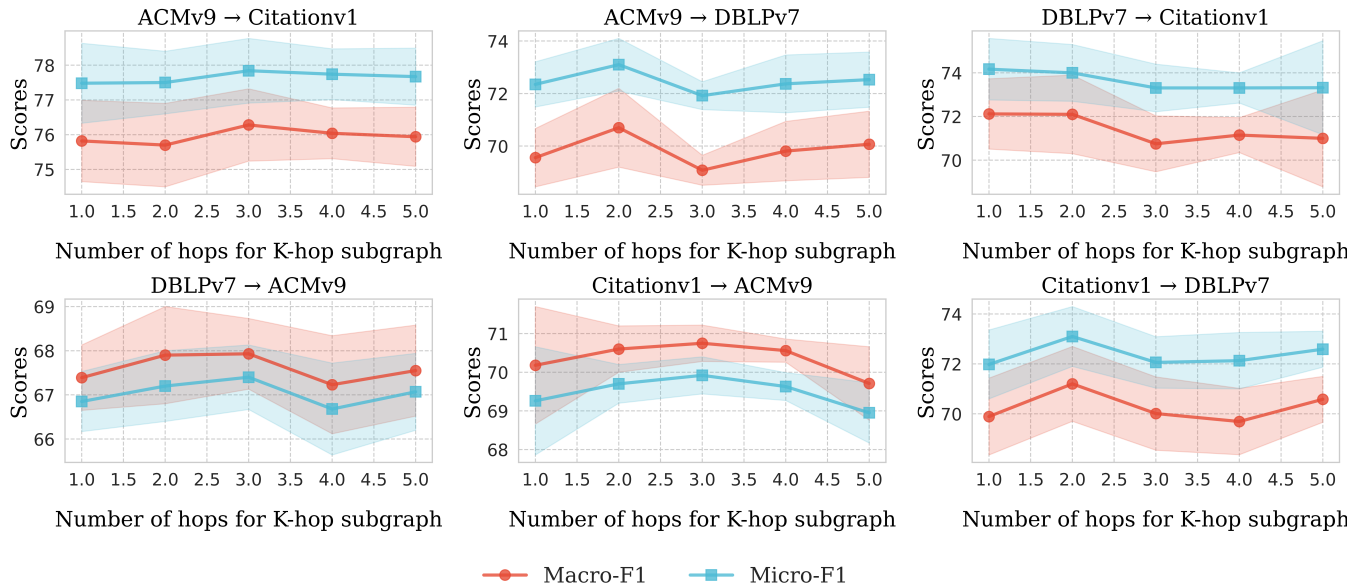 ACMv9 → Citationv1
Scores
78
77
76
75
1.0 1.5 2.0 2.5 3.0 3.5 4.0 4.5 5.0
Number of hops for K-hop subgraph
ACMv9 → DBLPv7
Scores
74
72
70
1.0 1.5 2.0 2.5 3.0 3.5 4.0 4.5 5.0
Number of hops for K-hop subgraph
DBLPv7 → Citationv1
Scores
74
72
70
1.0 1.5 2.0 2.5 3.0 3.5 4.0 4.5 5.0
Number of hops for K-hop subgraph
DBLPv7 → ACMv9
Scores
69
68
67
66
1.0 1.5 2.0 2.5 3.0 3.5 4.0 4.5 5.0
Number of hops for K-hop subgraph
Citationv1 → ACMv9
Scores
71
70
69
68
1.0 1.5 2.0 2.5 3.0 3.5 4.0 4.5 5.0
Number of hops for K-hop subgraph
Citationv1 → DBLPv7
Scores
74
72
70
1.0 1.5 2.0 2.5 3.0 3.5 4.0 4.5 5.0
Number of hops for K-hop subgraph
Macro-F1 Micro-F1